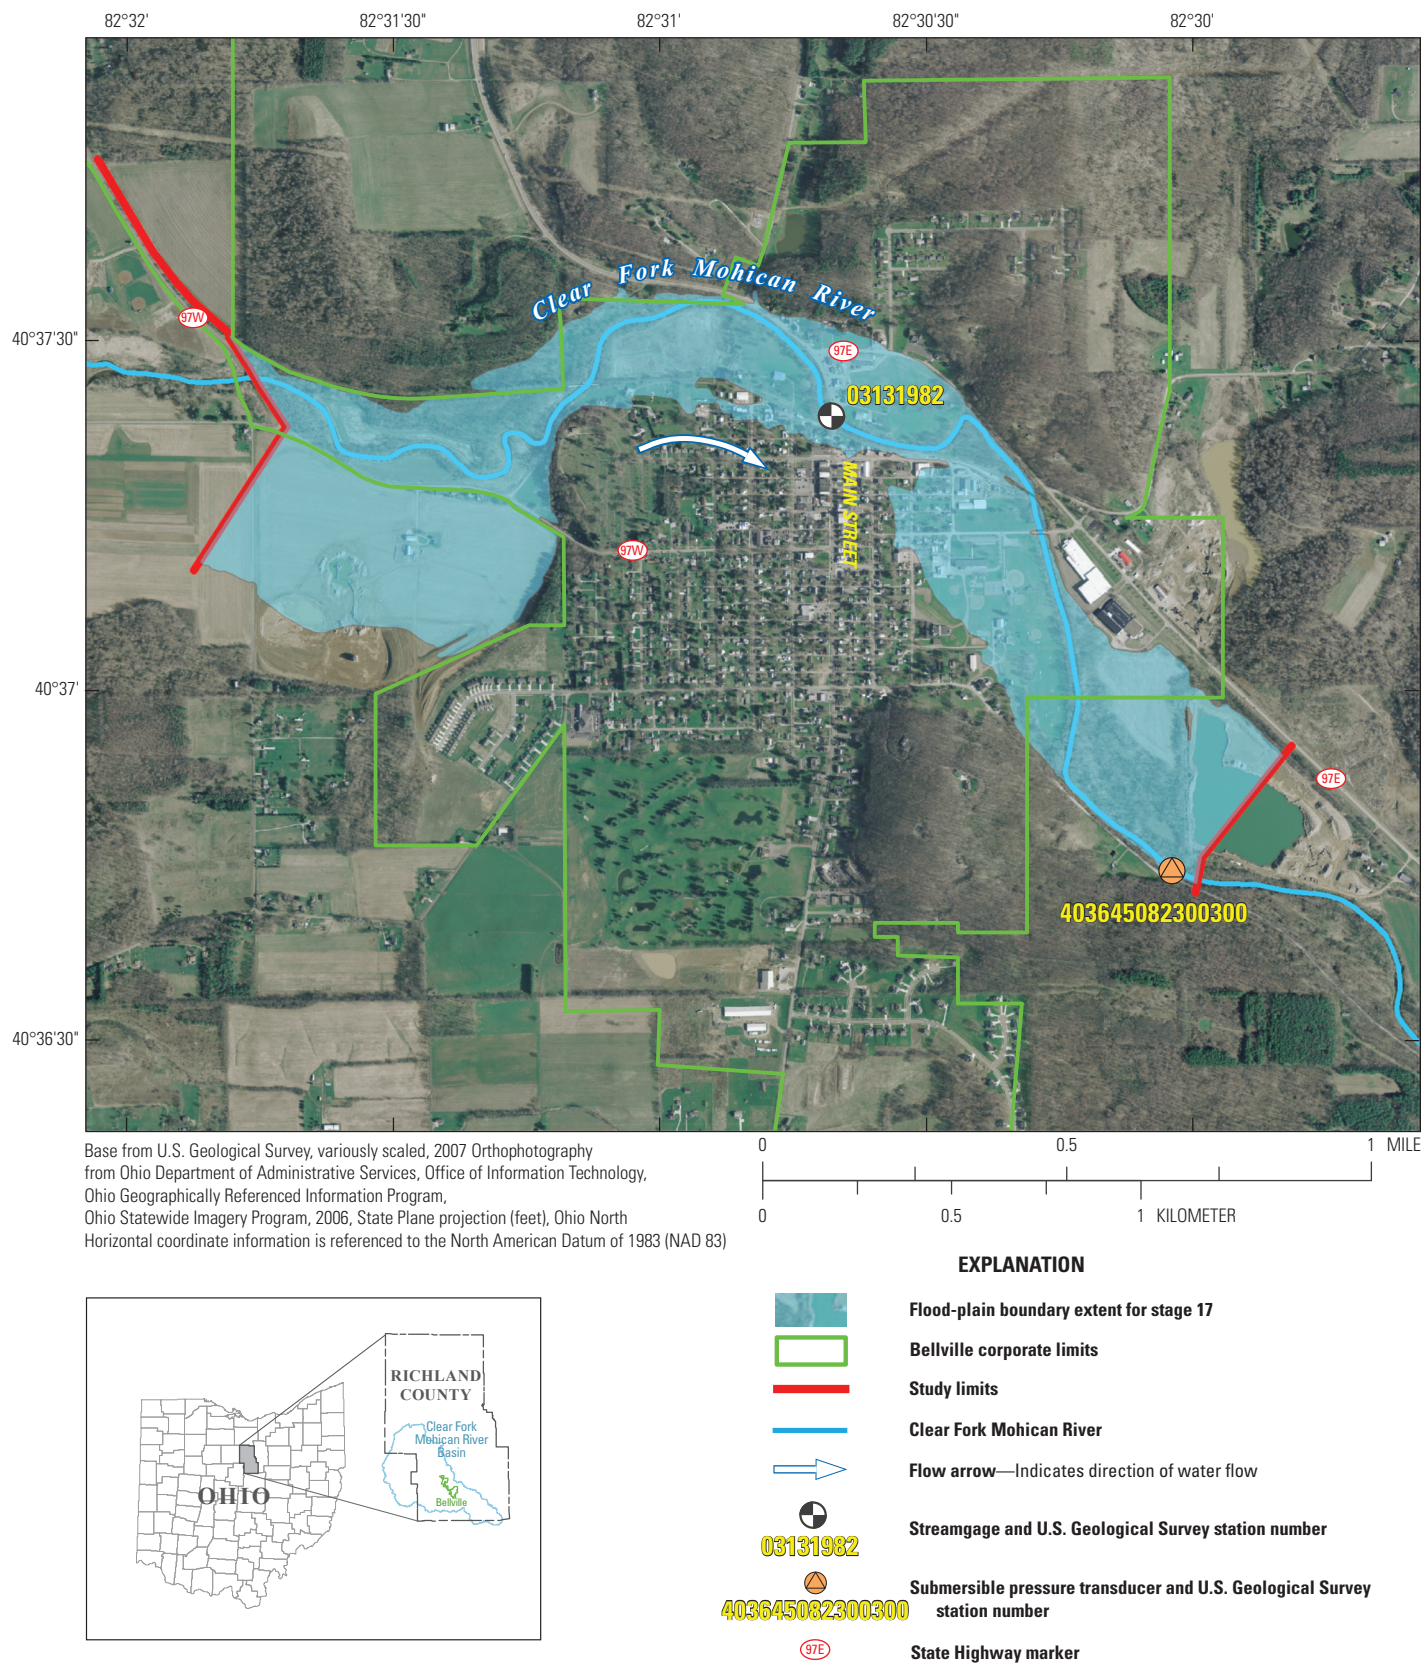 82°32'
82°31'30"
82°31'
82°30'30"
82°30'
40°37'30"
40°37'
40°36'30"
Clear Fork Mohican River
97W
97E
03131982
MAIN STREET
97W
97E
403645082300300
Base from U.S. Geological Survey, variously scaled, 2007 Orthophotography
from Ohio Department of Administrative Services, Office of Information Technology,
Ohio Geographically Referenced Information Program,
Ohio Statewide Imagery Program, 2006, State Plane projection (feet), Ohio North
Horizontal coordinate information is referenced to the North American Datum of 1983 (NAD 83)
0 0.5 1 MILE
0 0.5 1 KILOMETER
RICHLAND
COUNTY
Clear Fork
Mohican River
Basin
Bellville
OHIO
EXPLANATION
Flood-plain boundary extent for stage 17
Bellville corporate limits
Study limits
Clear Fork Mohican River
Flow arrow—Indicates direction of water flow
03131982
Streamgage and U.S. Geological Survey station number
403645082300300
Submersible pressure transducer and U.S. Geological Survey
station number
97E
State Highway marker